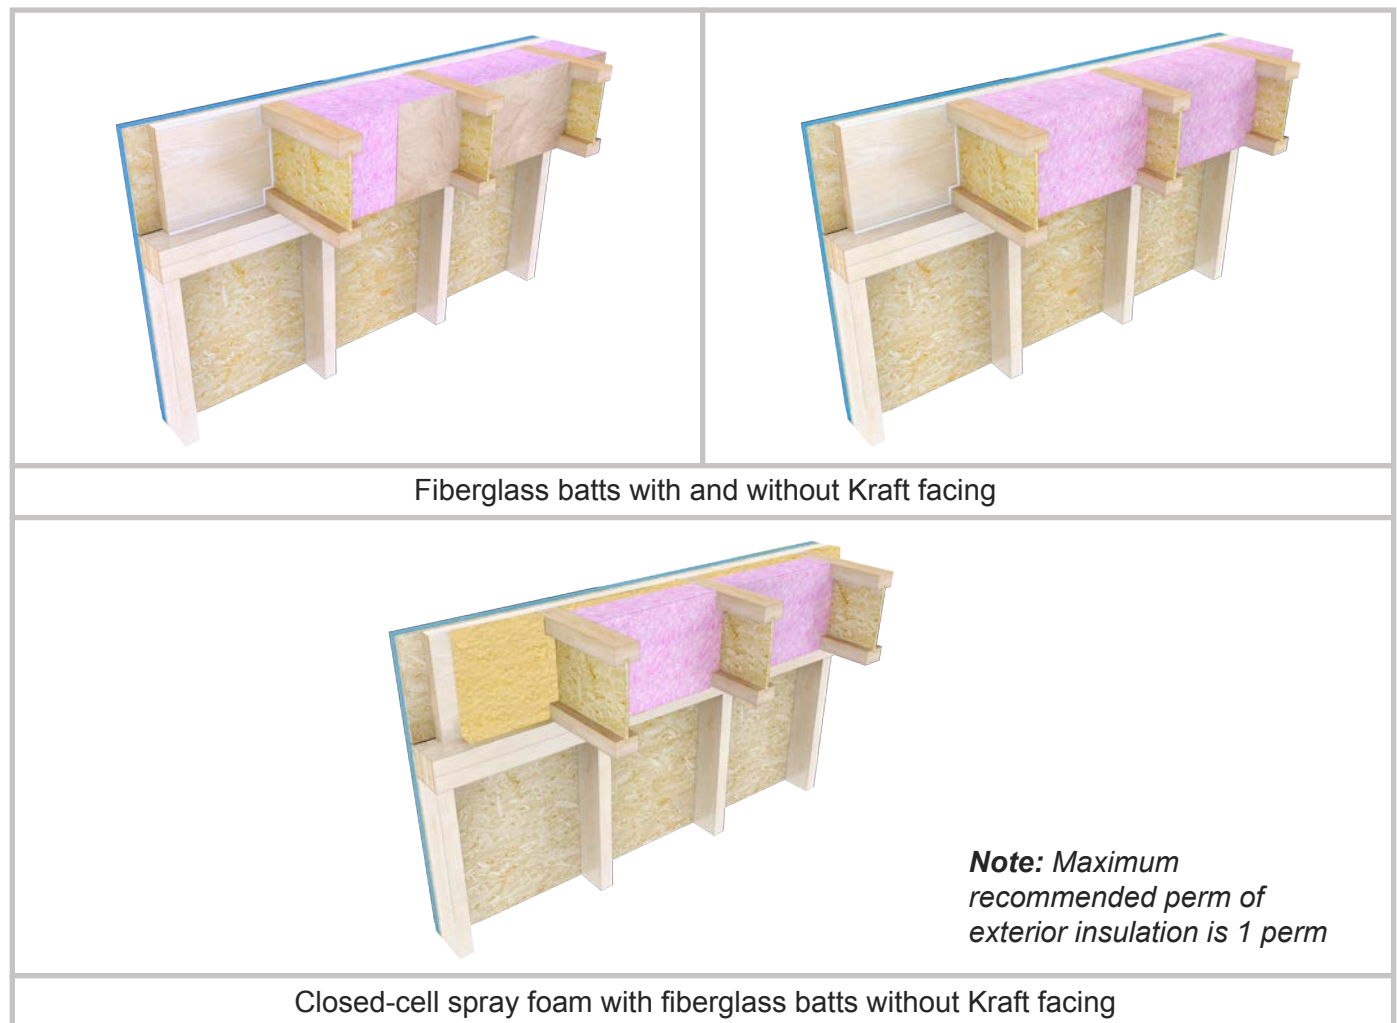 Fiberglass batts with and without Kraft facing
Note: Maximum
recommended perm of
exterior insulation is 1 perm
Closed-cell spray foam with fiberglass batts without Kraft facing